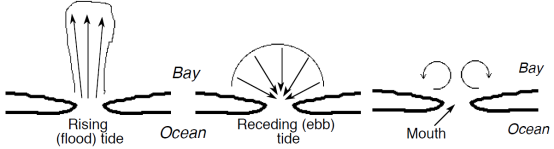 Bay
Rising
(flood) tide
Ocean
Receding (ebb)
tide
Bay
Mouth
Ocean